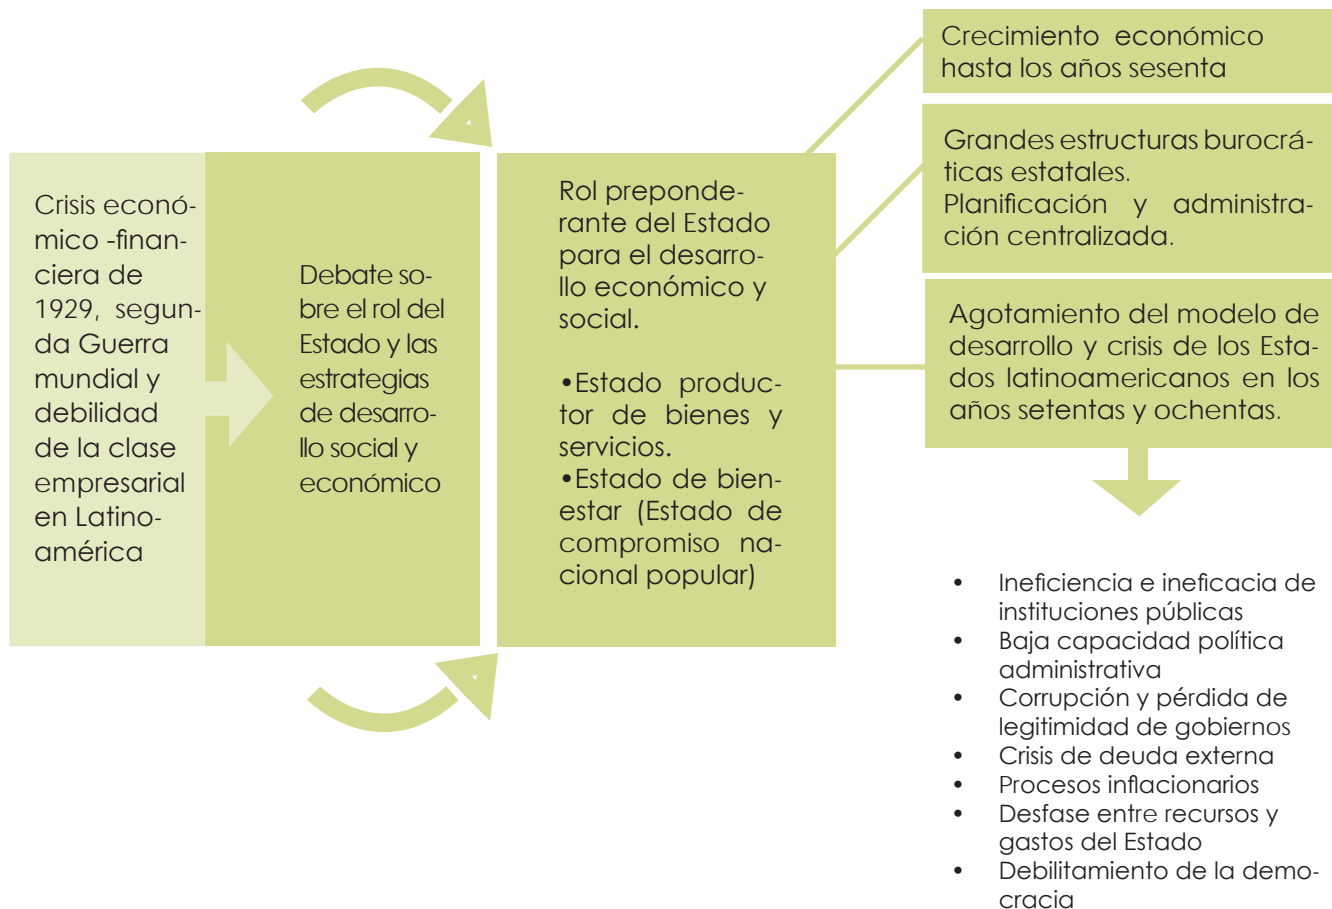 Crisis econó-
mico -finan-
ciera de
1929, segun-
da Guerra
mundial y
debilidad
de la clase
empresarial
en Latino-
américa
Debate so-
bre el rol del
Estado y las
estrategias
de desarro-
llo social y
económico
Rol preponde-
rante del Estado
para el desarro-
llo económico y
social.
•Estado produc-
tor de bienes y
servicios.
•Estado de bien-
estar (Estado de
compromiso na-
cional popular)
Crecimiento económico
hasta los años sesenta
Grandes estructuras burocrá-
ticas estatales.
Planificación y administra-
ción centralizada.
Agotamiento del modelo de
desarrollo y crisis de los Esta-
dos latinoamericanos en los
años setentas y ochentas.
• Ineficiencia e ineficacia de
instituciones públicas
• Baja capacidad política
administrativa
• Corrupción y pérdida de
legitimidad de gobiernos
• Crisis de deuda externa
• Procesos inflacionarios
• Desfase entre recursos y
gastos del Estado
• Debilitamiento de la demo-
cracia